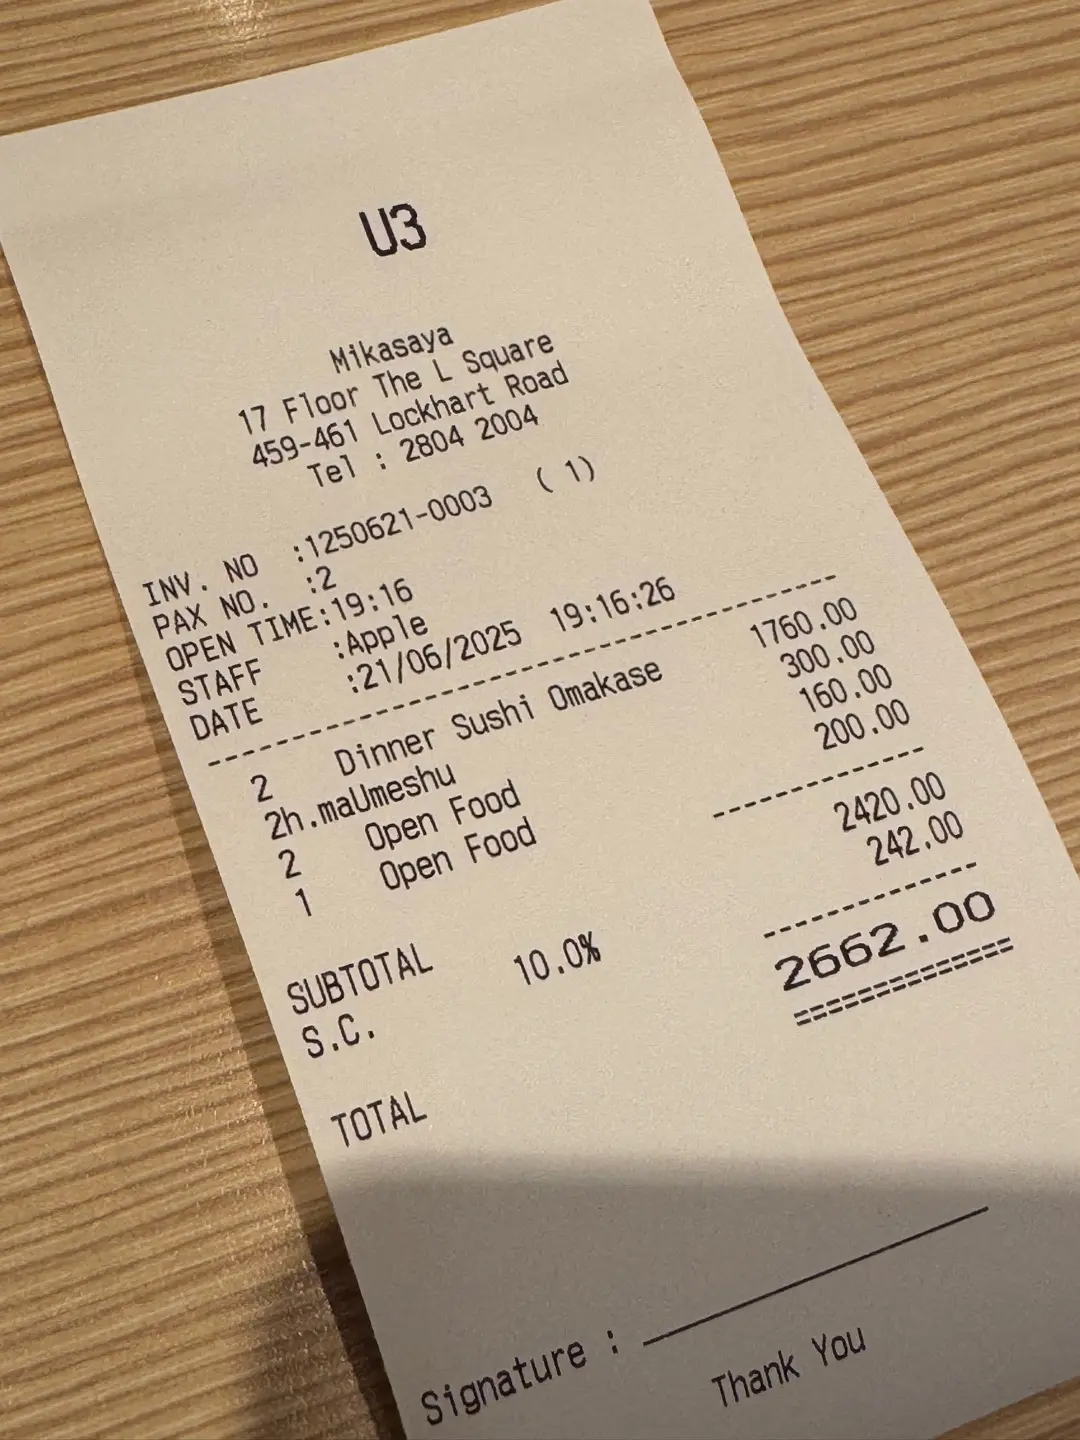 U3
Mikasaya
17 Floor The L Square
459-461 Lockhart Road
Tel : 2804 2004
INV. NO :1250621-0003 ( 1)
PAX NO. :2
OPEN TIME:19:16
STAFF :Apple
DATE :21/06/2025 19:16:26
2 Dinner Sushi Omakase 1760.00
2h.maUmeshu 300.00
2 Open Food 160.00
1 Open Food 200.00
SUBTOTAL 2420.00
S.C. 10.0% 242.00
TOTAL 2662.00
Signature :
Thank You